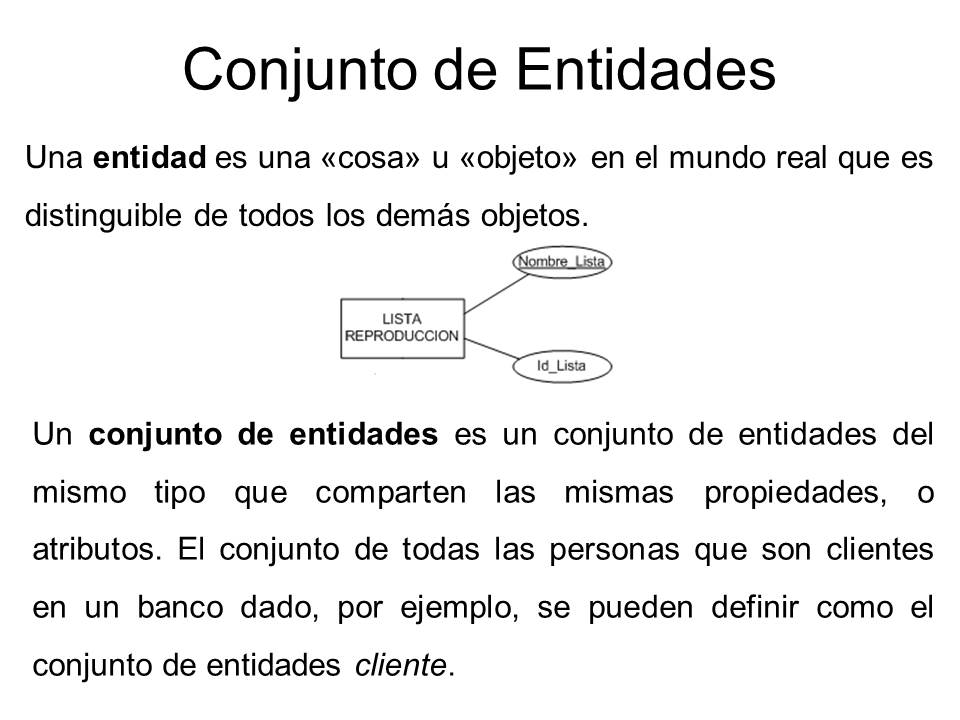 Conjunto de Entidades
Una entidad es una «cosa» u «objeto» en el mundo real que es
distinguible de todos los demás objetos.
Nombre_Lista
LISTA
REPRODUCCION
Id_Lista
Un conjunto de entidades es un conjunto de entidades del
mismo tipo que comparten las mismas propiedades, o
atributos. El conjunto de todas las personas que son clientes
en un banco dado, por ejemplo, se pueden definir como el
conjunto de entidades cliente.